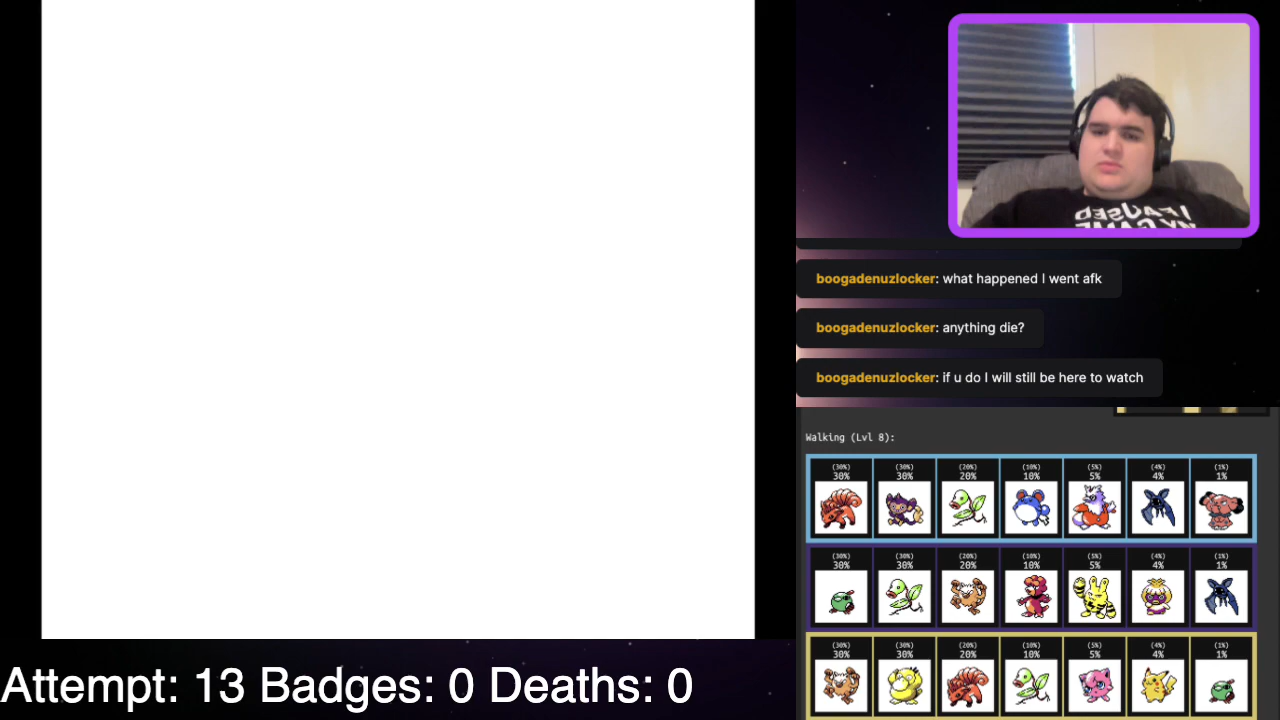 boogadenuzlocker: what happened I went afk
boogadenuzlocker: anything die?
boogadenuzlocker: if u do I will still be here to watch
Walking (Lvl 8):
(30%) (30%) (20%) (10%) (5%) (4%) (1%)
30% 30% 20% 10% 5% 4% 1%
(30%) (30%) (20%) (10%) (5%) (4%) (1%)
30% 30% 20% 10% 5% 4% 1%
(30%) (30%) (20%) (10%) (5%) (4%) (1%)
30% 30% 20% 10% 5% 4% 1%
Attempt: 13 Badges: 0 Deaths: 0